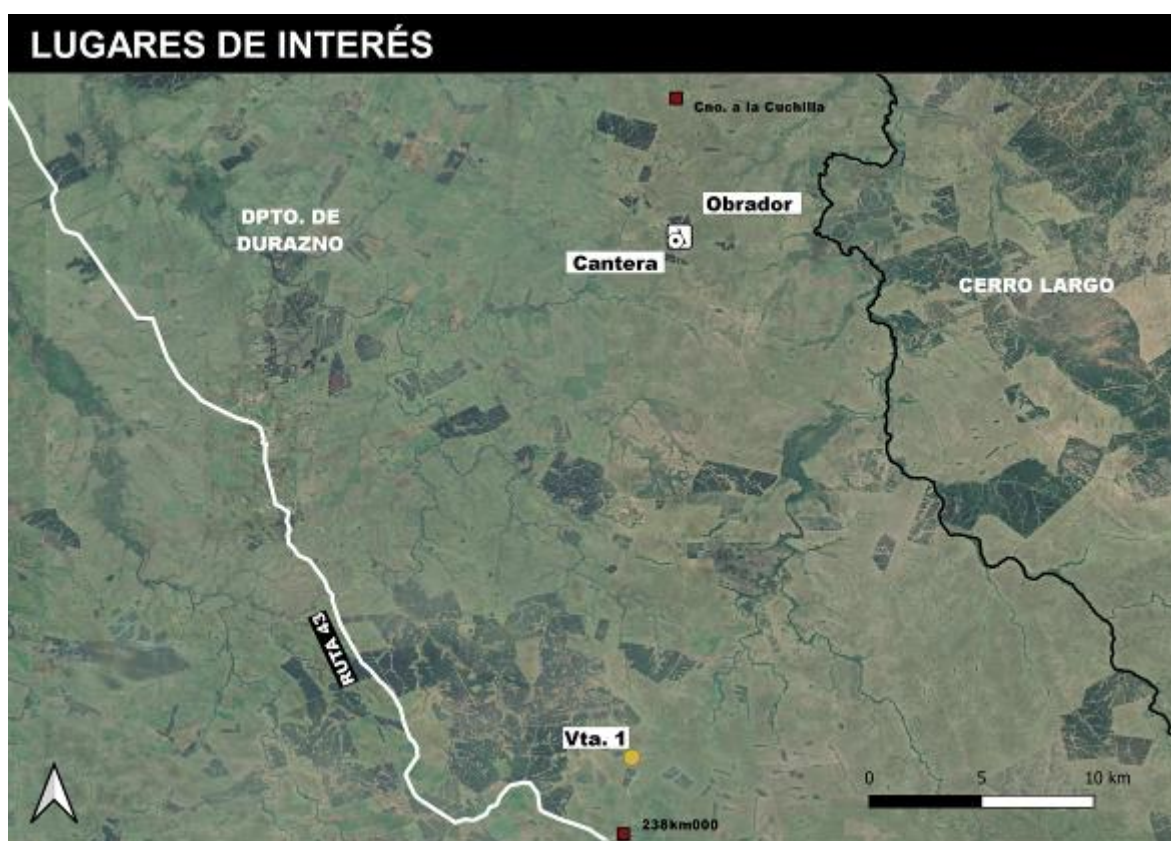 LUGARES DE INTERÉS
Cno. a la Cuchilla
Obrador
DPTO. DE
DURAZNO
Cantera
CERRO LARGO
RUTA 43
Vta. 1
0 5 10 km
238km000